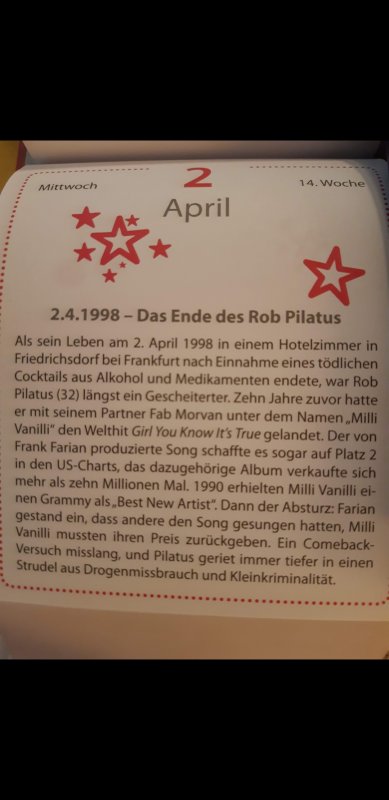 Mittwoch
2
14. Woche
April
2.4.1998 – Das Ende des Rob Pilatus
Als sein Leben am 2. April 1998 in einem Hotelzimmer in
Friedrichsdorf bei Frankfurt nach Einnahme eines tödlichen
Cocktails aus Alkohol und Medikamenten endete, war Rob
Pilatus (32) längst ein Gescheiterter. Zehn Jahre zuvor hatte
er mit seinem Partner Fab Morvan unter dem Namen „Milli
Vanilli“ den Welthit Girl You Know It’s True gelandet. Der von
Frank Farian produzierte Song schaffte es sogar auf Platz 2
in den US-Charts, das dazugehörige Album verkaufte sich
mehr als zehn Millionen Mal. 1990 erhielten Milli Vanilli ei-
nen Grammy als „Best New Artist“. Dann der Absturz: Farian
gestand ein, dass andere den Song gesungen hatten, Milli
Vanilli mussten ihren Preis zurückgeben. Ein Comeback-
Versuch misslang, und Pilatus geriet immer tiefer in einen
Strudel aus Drogenmissbrauch und Kleinkriminalität.